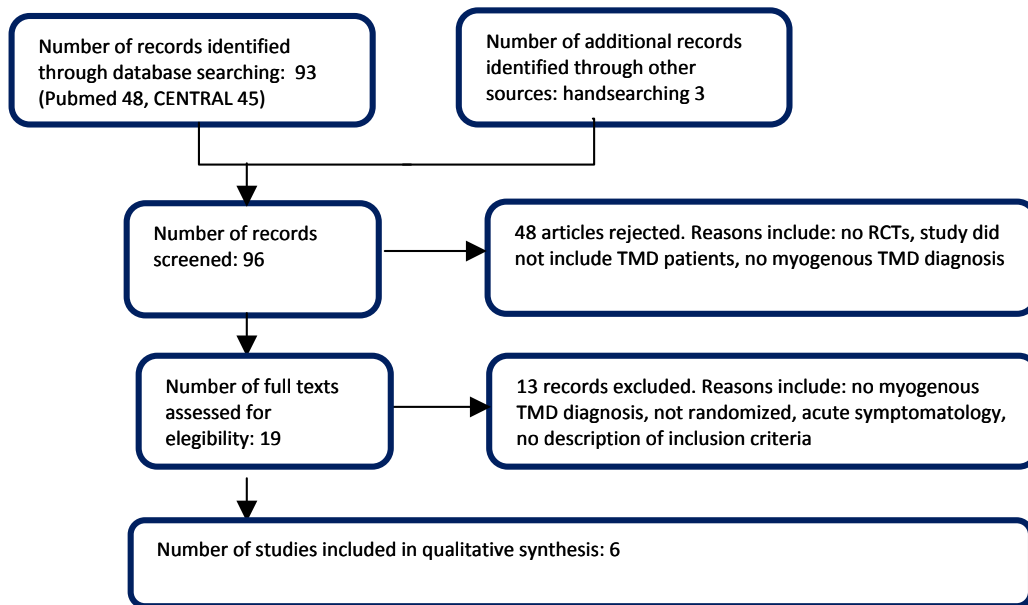 Number of records identified
through database searching: 93
(Pubmed 48, CENTRAL 45)
Number of additional records
identified through other
sources: handsearching 3
Number of records
screened: 96
48 articles rejected. Reasons include: no RCTs, study did
not include TMD patients, no myogenous TMD diagnosis
Number of full texts
assessed for
elegibility: 19
13 records excluded. Reasons include: no myogenous
TMD diagnosis, not randomized, acute symptomatology,
no description of inclusion criteria
Number of studies included in qualitative synthesis: 6